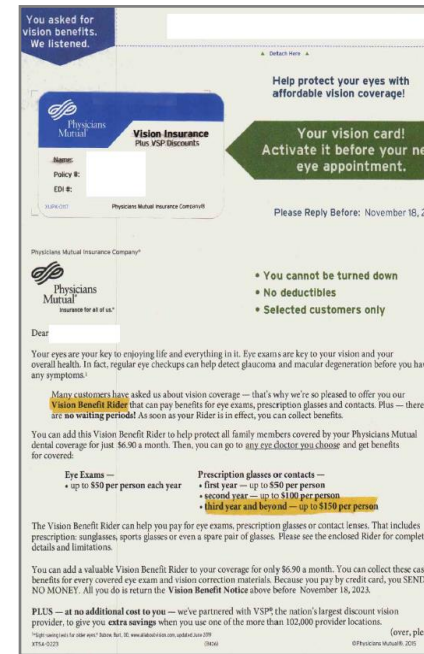 You asked for
vision benefits.
We listened.
▲ Detach Here ▲
Help protect your eyes with
affordable vision coverage!
Physicians
Mutual®
Vision Insurance
Plus VSP Discounts
Name:
Policy #:
EDI #:
Physicians Mutual Insurance Company®
Your vision card!
Activate it before your
eye appointment.
Please Reply Before: November 18,
Physicians Mutual Insurance Company®
Physicians
Mutual®
Insurance for all of us.®
• You cannot be turned down
• No deductibles
• Selected customers only
Dear
Your eyes are your key to enjoying life and everything in it. Eye exams are key to your vision and your
overall health. In fact, regular eye checkups can help detect glaucoma and macular degeneration before you
any symptoms.¹
Many customers have asked us about vision coverage — that's why we're so pleased to offer you our
Vision Benefit Rider that can pay benefits for eye exams, prescription glasses and contacts. Plus — there
are no waiting periods! As soon as your Rider is in effect, you can collect benefits.
You can add this Vision Benefit Rider to help protect all family members covered by your Physicians Mutual
dental coverage for just $6.90 a month. Then, you can go to any eye doctor you choose and get benefits
for covered:
Eye Exams —
• up to $50 per person each year
Prescription glasses or contacts —
• first year — up to $50 per person
• second year — up to $100 per person
• third year and beyond — up to $150 per person
The Vision Benefit Rider can help you pay for eye exams, prescription glasses or contact lenses. That includes
prescription: sunglasses, sports glasses or even a spare pair of glasses. Please see the enclosed Rider for
details and limitations.
You can add a valuable Vision Benefit Rider to your coverage for only $6.90 a month. You can collect these
benefits for every covered eye exam and vision correction materials. Because you pay by credit card, you SEND
NO MONEY. All you do is return the Vision Benefit Notice above before November 18, 2023.
PLUS — at no additional cost to you — we've partnered with VSP®, the nation's largest discount vision
provider, to give you extra savings when you use one of the more than 102,000 provider locations.
(over,
XT5A-0223
©Physicians Mutual®, 2015